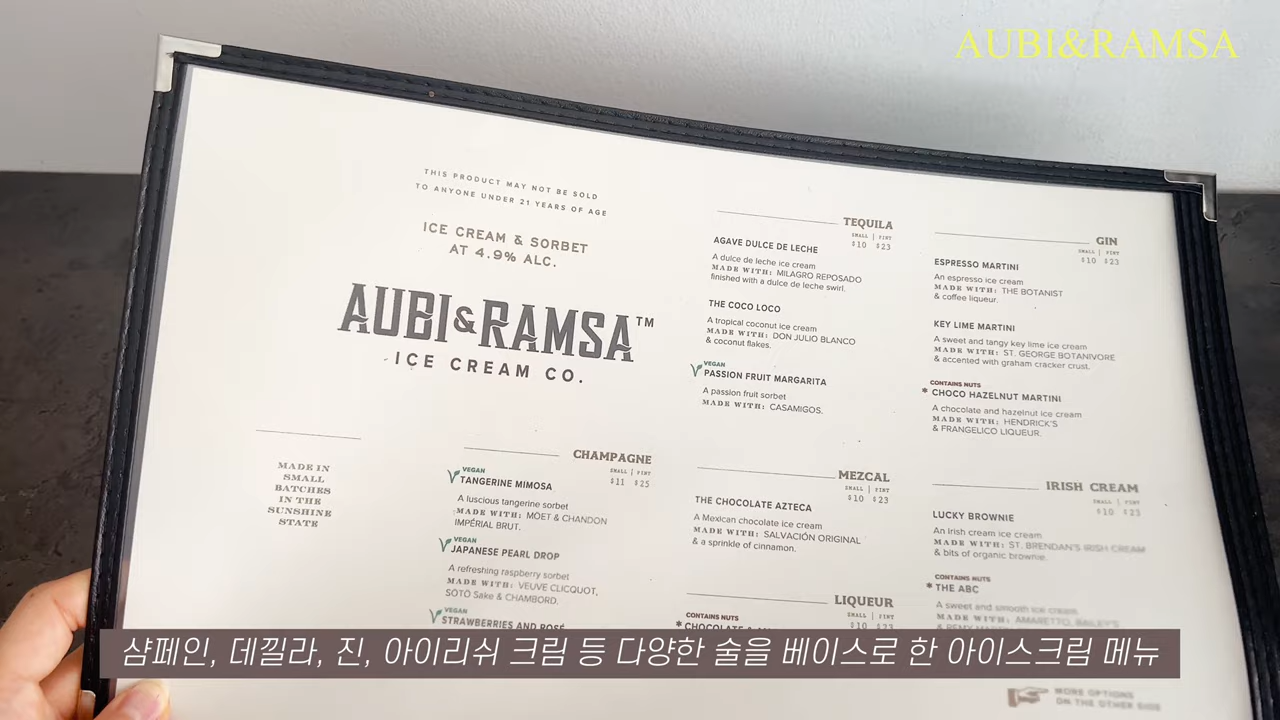 AUBI&RAMSA
THIS PRODUCT MAY NOT BE SOLD
TO ANYONE UNDER 21 YEARS OF AGE
ICE CREAM & SORBET
AT 4.9% ALC.
AUBI&RAMSA™
ICE CREAM CO.
MADE IN
SMALL
BATCHES
IN THE
SUNSHINE
STATE
CHAMPAGNE
SMALL | PINT
$11 $25
VEGAN
TANGERINE MIMOSA
A luscious tangerine sorbet
MADE WITH: MOËT & CHANDON
IMPÉRIAL BRUT.
VEGAN
JAPANESE PEARL DROP
A refreshing raspberry sorbet
MADE WITH: VEUVE CLICQUOT,
SŌTŌ Sake & CHAMBORD.
VEGAN
STRAWBERRIES AND ROSÉ
TEQUILA
SMALL | PINT
$10 $23
AGAVE DULCE DE LECHE
A dulce de leche ice cream
MADE WITH: MILAGRO REPOSADO
finished with a dulce de leche swirl.
THE COCO LOCO
A tropical coconut ice cream
MADE WITH: DON JULIO BLANCO
& coconut flakes.
VEGAN
PASSION FRUIT MARGARITA
A passion fruit sorbet
MADE WITH: CASAMIGOS.
MEZCAL
SMALL | PINT
$10 $23
THE CHOCOLATE AZTECA
A Mexican chocolate ice cream
MADE WITH: SALVACIÓN ORIGINAL
& a sprinkle of cinnamon.
LIQUEUR
SMALL | PINT
$10 $23
CONTAINS NUTS
* CHOCOLATE &
GIN
SMALL | PINT
$10 $23
ESPRESSO MARTINI
An espresso ice cream
MADE WITH: THE BOTANIST
& coffee liqueur.
KEY LIME MARTINI
A sweet and tangy key lime ice cream
MADE WITH: ST. GEORGE BOTANIVORE
& accented with graham cracker crust.
CONTAINS NUTS
* CHOCO HAZELNUT MARTINI
A chocolate and hazelnut ice cream
MADE WITH: HENDRICK'S
& FRANGELICO LIQUEUR.
IRISH CREAM
SMALL | PINT
$10 $23
LUCKY BROWNIE
An Irish cream ice cream
MADE WITH: ST. BRENDAN'S IRISH CREAM
& bits of organic brownie.
CONTAINS NUTS
* THE ABC
A sweet and smooth ice cream
MADE WITH: AMARETTO, BAILEY'S
MORE OPTIONS
ON THE OTHER SIDE
샴페인, 데낄라, 진, 아이리쉬 크림 등 다양한 술을 베이스로 한 아이스크림 메뉴